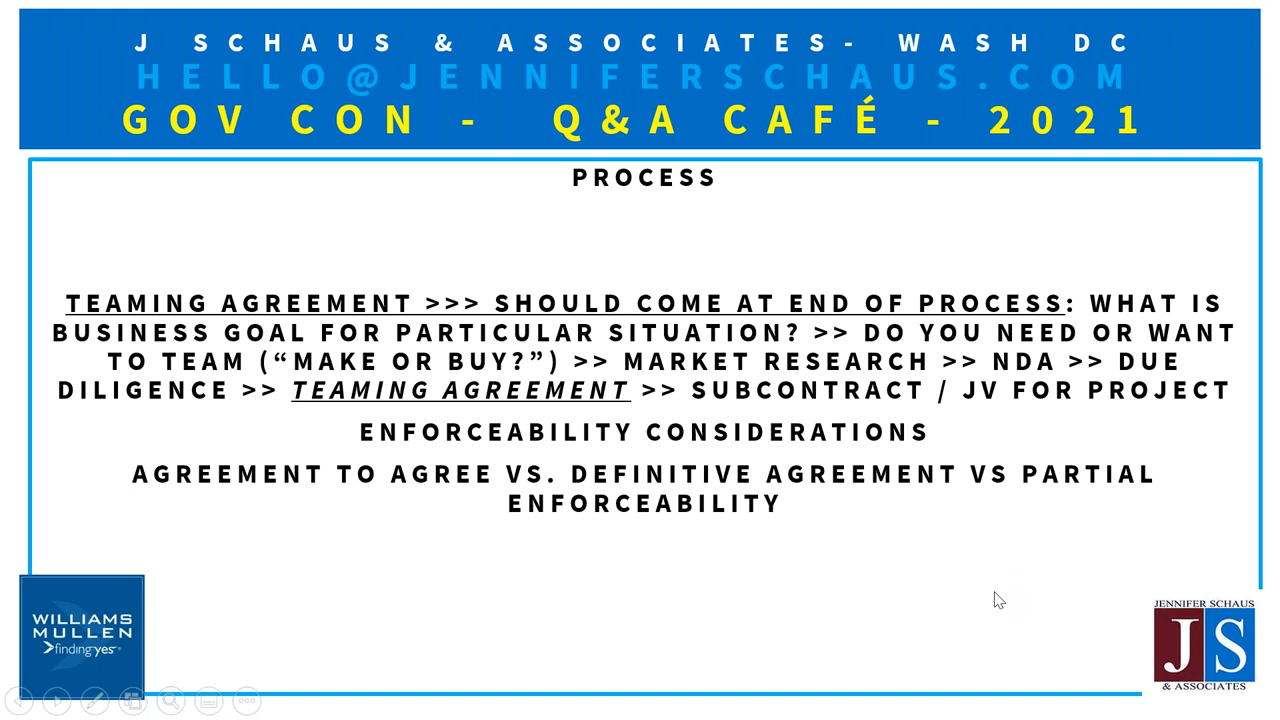 J SCHAUS & ASSOCIATES- WASH DC
HELLO@JENNIFERSCHAUS.COM
GOV CON - Q&A CAFÉ - 2021
PROCESS
TEAMING AGREEMENT >>> SHOULD COME AT END OF PROCESS: WHAT IS
BUSINESS GOAL FOR PARTICULAR SITUATION? >> DO YOU NEED OR WANT
TO TEAM (“MAKE OR BUY?”) >> MARKET RESEARCH >> NDA >> DUE
DILIGENCE >> TEAMING AGREEMENT >> SUBCONTRACT / JV FOR PROJECT
ENFORCEABILITY CONSIDERATIONS
AGREEMENT TO AGREE VS. DEFINITIVE AGREEMENT VS PARTIAL
ENFORCEABILITY
WILLIAMS
MULLEN
finding yes®
JENNIFER SCHAUS
JS
& ASSOCIATES